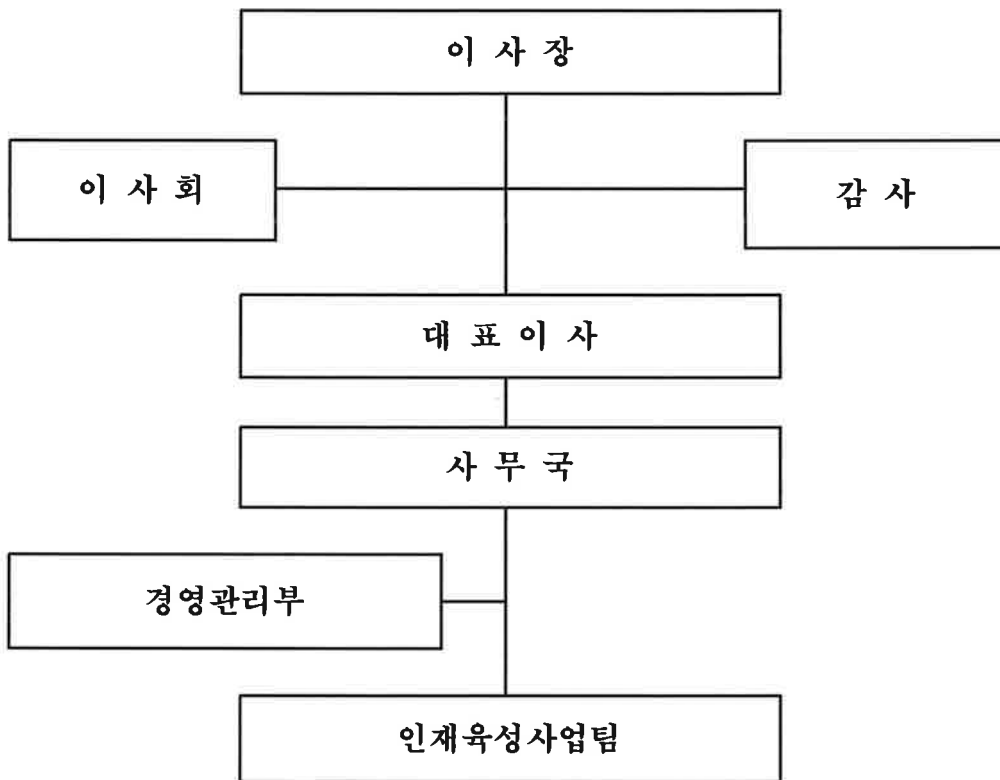 이 사 장
이 사 회
감 사
대 표 이 사
사 무 국
경영관리부
인재육성사업팀